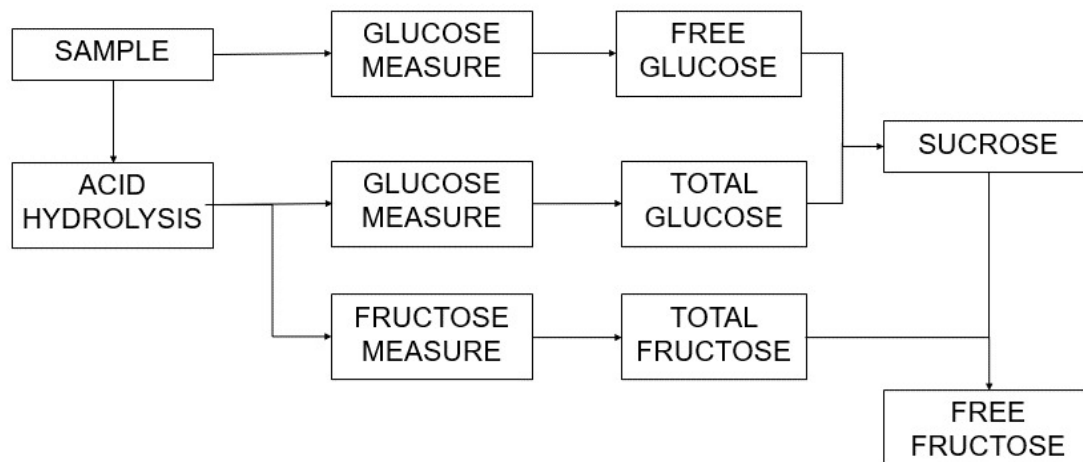 SAMPLE
GLUCOSE
MEASURE
FREE
GLUCOSE
SUCROSE
ACID
HYDROLYSIS
GLUCOSE
MEASURE
TOTAL
GLUCOSE
FRUCTOSE
MEASURE
TOTAL
FRUCTOSE
FREE
FRUCTOSE